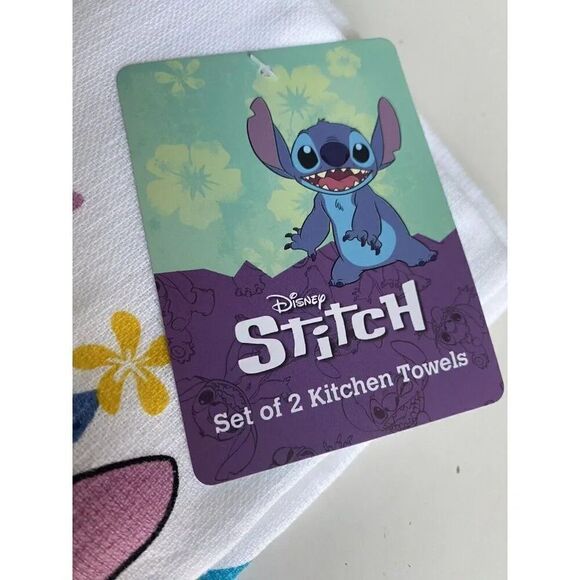 Disney
Stitch
Set of 2 Kitchen Towels